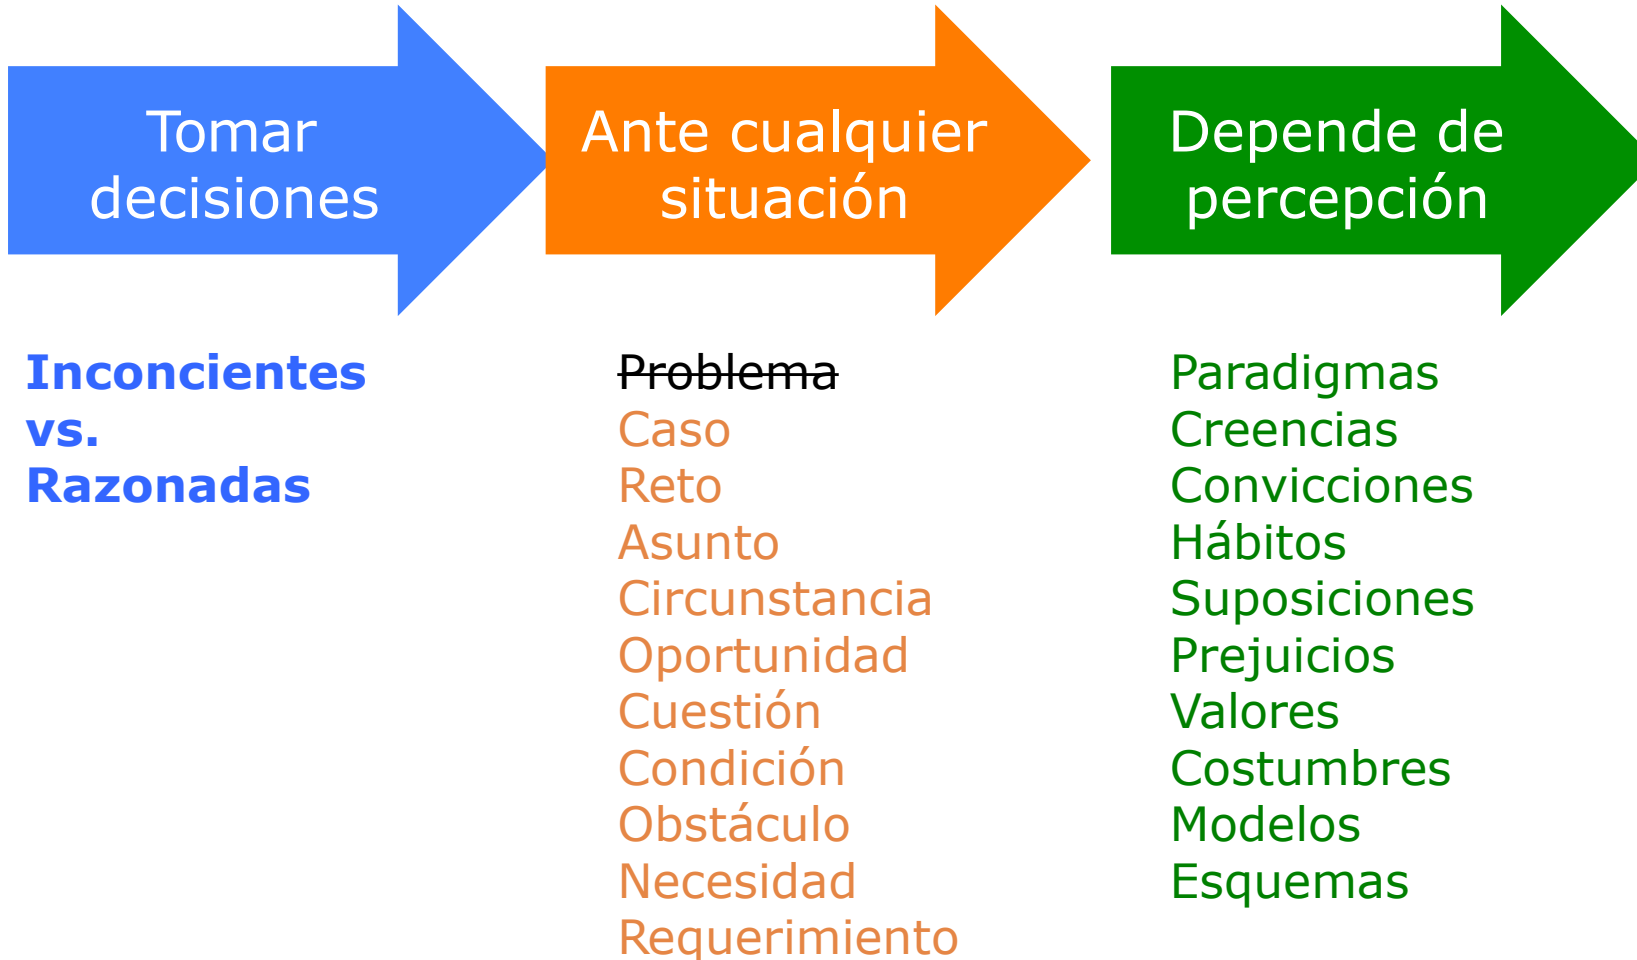 Tomar
decisiones
Ante cualquier
situación
Depende de
percepción
Inconcientes
vs.
Razonadas
Problema
Caso
Reto
Asunto
Circunstancia
Oportunidad
Cuestión
Condición
Obstáculo
Necesidad
Requerimiento
Paradigmas
Creencias
Convicciones
Hábitos
Suposiciones
Prejuicios
Valores
Costumbres
Modelos
Esquemas